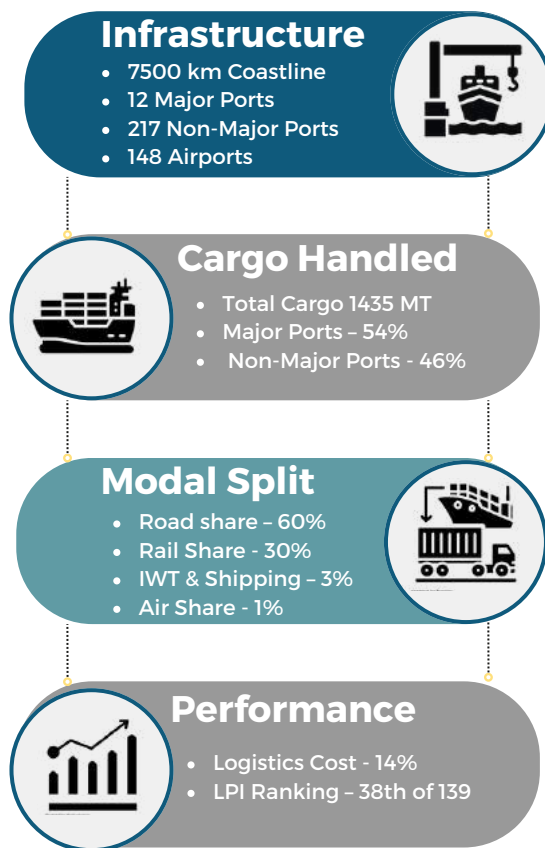 Infrastructure
• 7500 km Coastline
• 12 Major Ports
• 217 Non-Major Ports
• 148 Airports
Cargo Handled
• Total Cargo 1435 MT
• Major Ports – 54%
• Non-Major Ports - 46%
Modal Split
• Road share – 60%
• Rail Share - 30%
• IWT & Shipping – 3%
• Air Share - 1%
Performance
• Logistics Cost - 14%
• LPI Ranking – 38th of 139